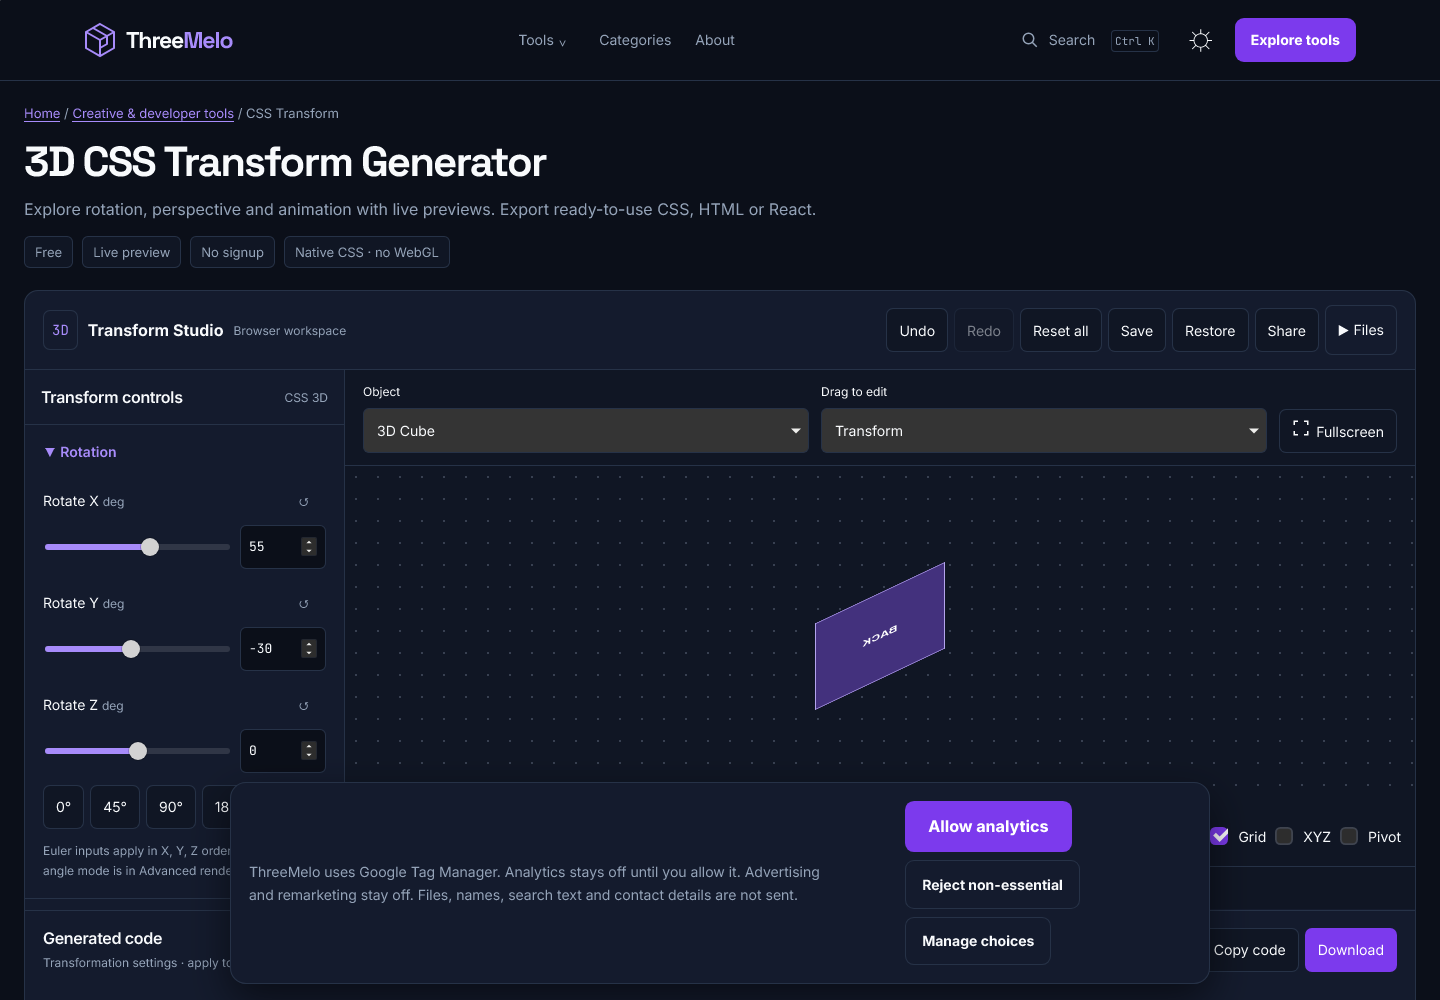 ThreeMelo
Tools
Categories
About
Search
Ctrl K
Explore tools
Home / Creative & developer tools / CSS Transform
3D CSS Transform Generator
Explore rotation, perspective and animation with live previews. Export ready-to-use CSS, HTML or React.
Free
Live preview
No signup
Native CSS · no WebGL
3D
Transform Studio
Browser workspace
Undo
Redo
Reset all
Save
Restore
Share
▶ Files
Transform controls
CSS 3D
Object
Drag to edit
3D Cube
Transform
Fullscreen
▼ Rotation
Rotate X deg
↺
55
Rotate Y deg
↺
-30
Rotate Z deg
↺
0
0°
45°
90°
18
Euler inputs apply in X, Y, Z order
angle mode is in Advanced rende
BACK
Grid
XYZ
Pivot
Generated code
Transformation settings · apply to
Copy code
Download
ThreeMelo uses Google Tag Manager. Analytics stays off until you allow it. Advertising
and remarketing stay off. Files, names, search text and contact details are not sent.
Allow analytics
Reject non-essential
Manage choices